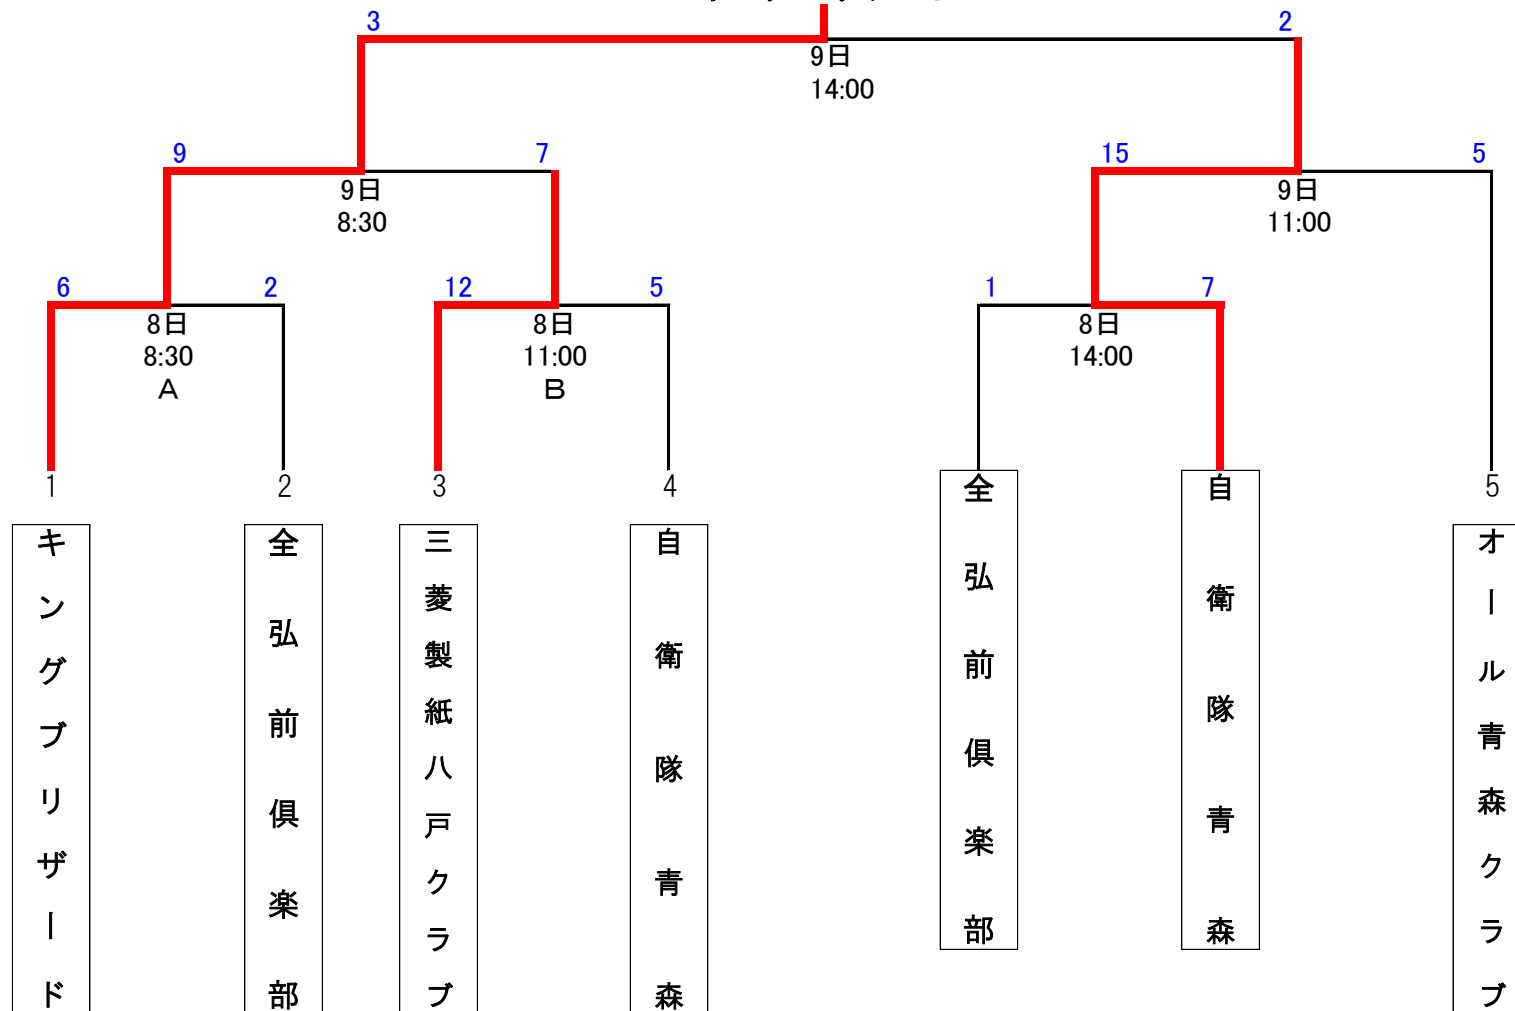 3
2
9日
14:00
9
7
15
5
9日
8:30
9日
11:00
6
2
12
5
1
7
8日
8:30
A
8日
11:00
B
8日
14:00
1
2
3
4
5
キングブリザード
全弘前倶楽部
三菱製紙八戸クラブ
自衛隊青森
全弘前倶楽部
自衛隊青森
オール青森クラブ